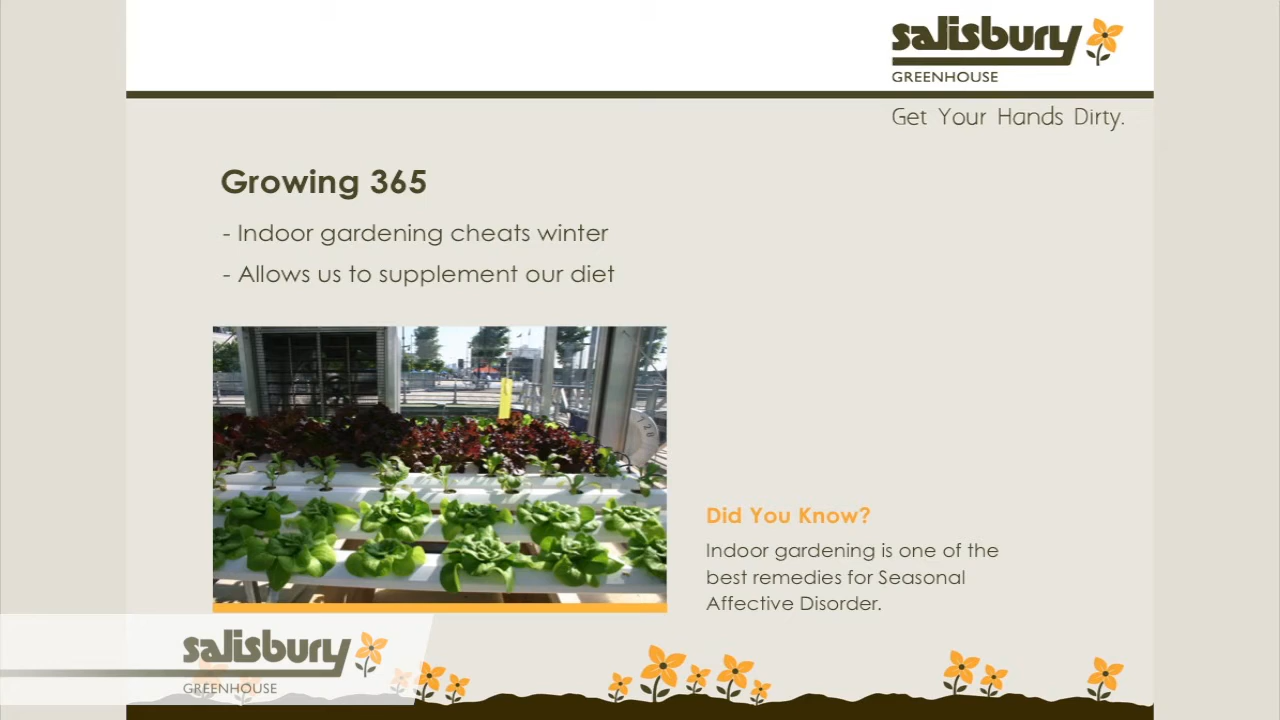 salisbury
GREENHOUSE
Get Your Hands Dirty.
Growing 365
- Indoor gardening cheats winter
- Allows us to supplement our diet
120
Did You Know?
Indoor gardening is one of the
best remedies for Seasonal
Affective Disorder.
salisbury
GREENHOUSE